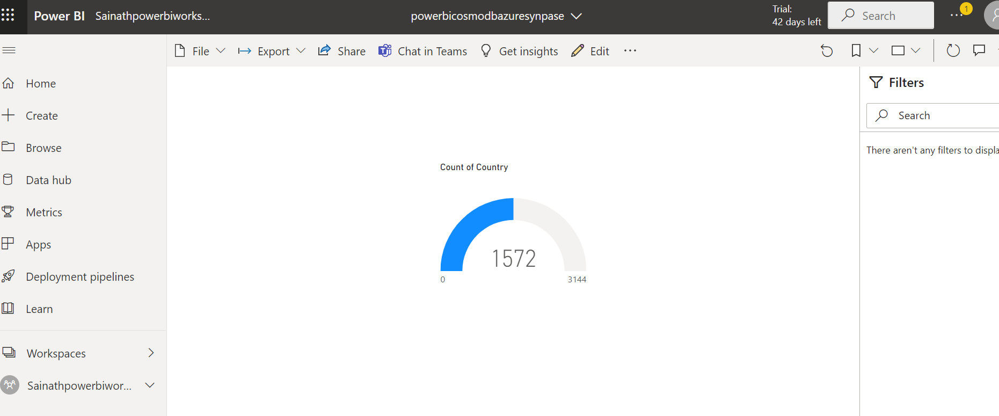 Power BI Sainathpowerbiworks...
powerbicosmodbazuresynpase
Trial:
42 days left
Search
1
File
Export
Share
Chat in Teams
Get insights
Edit
Home
Create
Browse
Data hub
Metrics
Apps
Deployment pipelines
Learn
Workspaces
Sainathpowerbiwor...
Count of Country
1572
0
3144
Filters
Search
There aren't any filters to displa